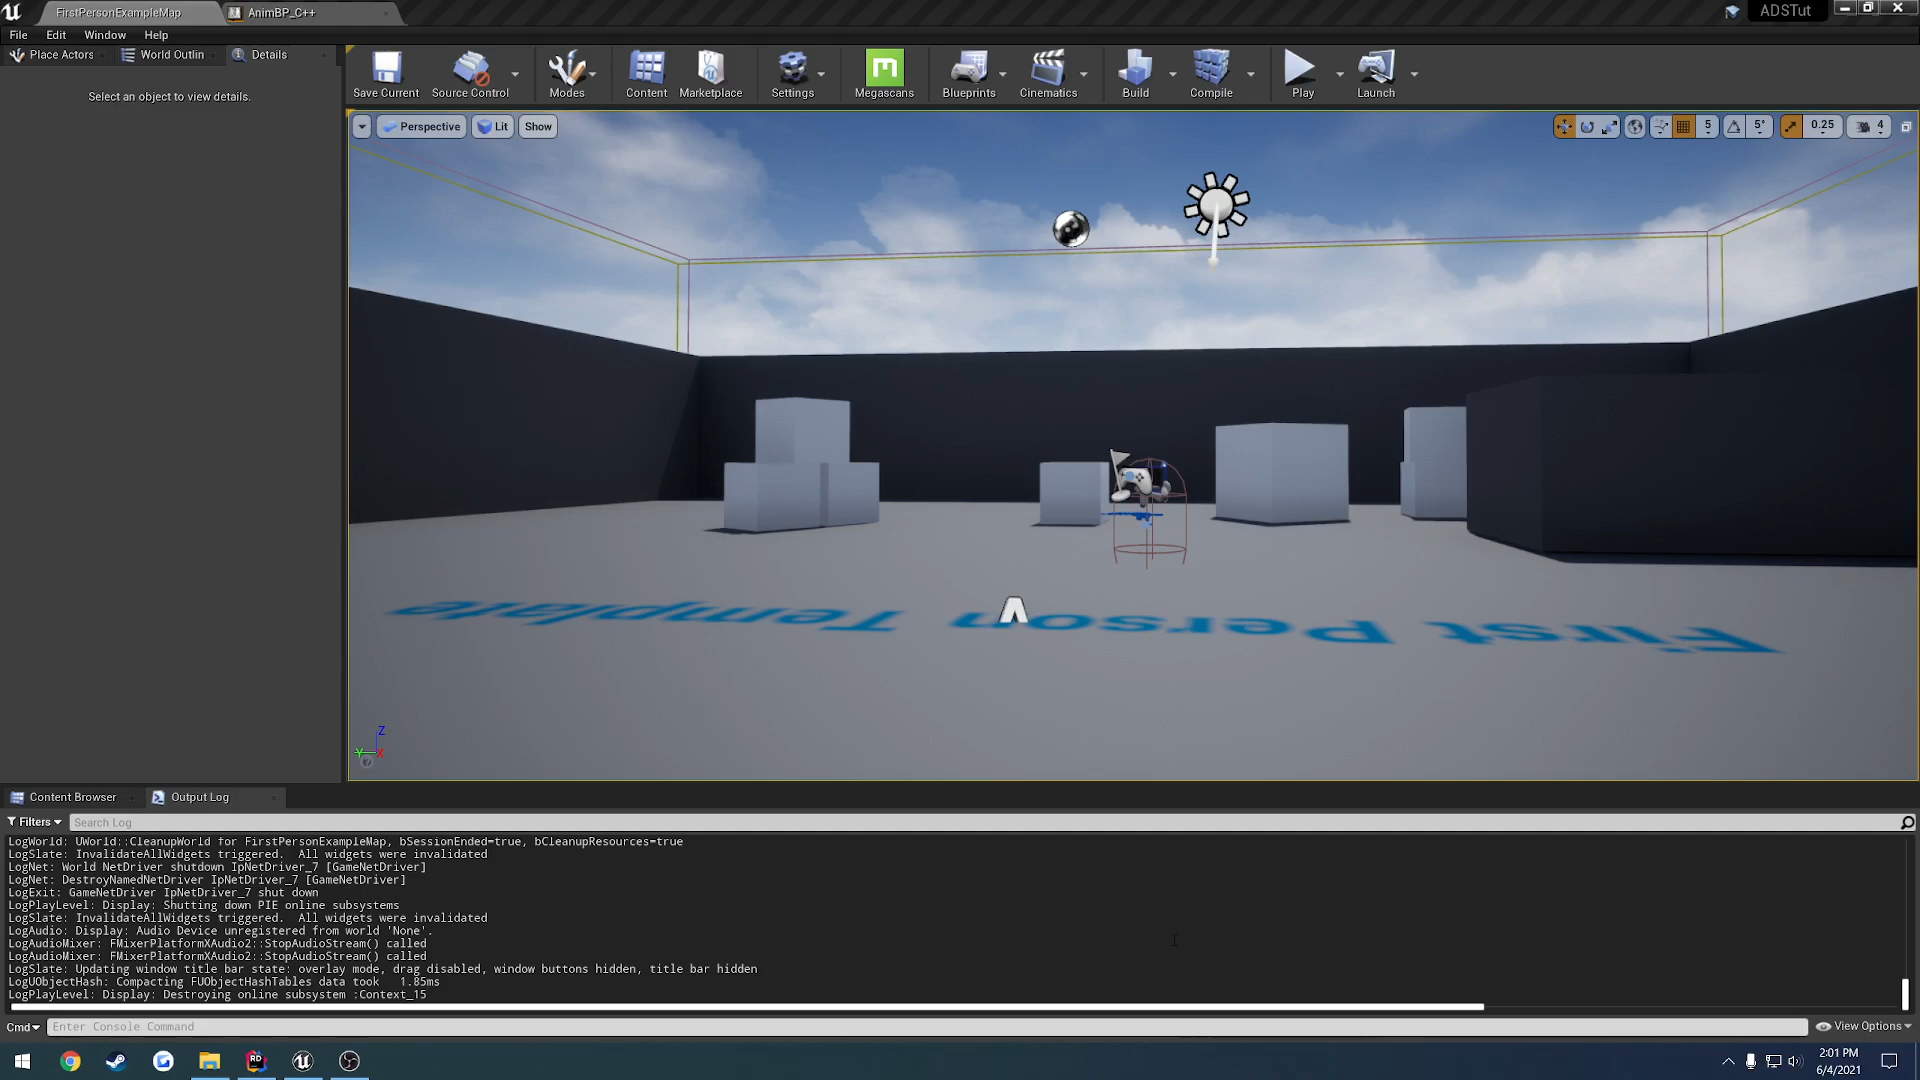 FirstPersonExampleMap
AnimBP_C++
ADSTut
File Edit Window Help
Place Actors
World Outlin
Details
Select an object to view details.
Save Current
Source Control
Modes
Content
Marketplace
Settings
Megascans
Blueprints
Cinematics
Build
Compile
Play
Launch
Perspective
Lit
Show
5
5°
0.25
4
First Person Template
Z
Y
X
Content Browser
Output Log
Filters
Search Log
LogWorld: UWorld::CleanupWorld for FirstPersonExampleMap, bSessionEnded=true, bCleanupResources=true
LogSlate: InvalidateAllWidgets triggered.  All widgets were invalidated
LogNet: World NetDriver shutdown IpNetDriver_7 [GameNetDriver]
LogNet: DestroyNamedNetDriver IpNetDriver_7 [GameNetDriver]
LogExit: GameNetDriver IpNetDriver_7 shut down
LogPlayLevel: Display: Shutting down PIE online subsystems
LogSlate: InvalidateAllWidgets triggered.  All widgets were invalidated
LogAudio: Display: Audio Device unregistered from world 'None'.
LogAudioMixer: FMixerPlatformXAudio2::StopAudioStream() called
LogAudioMixer: FMixerPlatformXAudio2::StopAudioStream() called
LogSlate: Updating window title bar state: overlay mode, drag disabled, window buttons hidden, title bar hidden
LogUObjectHash: Compacting FUObjectHashTables data took   1.85ms
LogPlayLevel: Display: Destroying online subsystem :Context_15
Cmd
Enter Console Command
View Options
RD
2:01 PM
6/4/2021